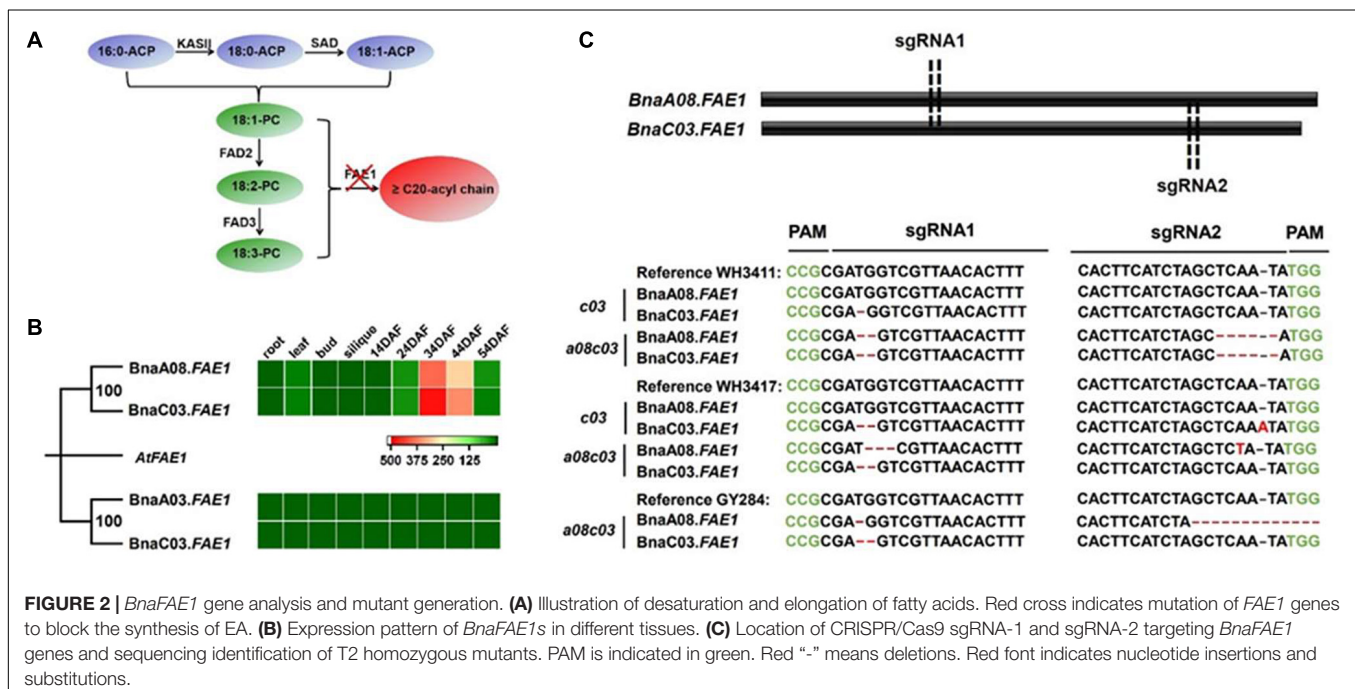 A
16:0-ACP KASII 18:0-ACP SAD 18:1-ACP
18:1-PC
FAD2
18:2-PC
FAE1
≥ C20-acyl chain
FAD3
18:3-PC
B
root leaf bud silique 14DAF 24DAF 34DAF 44DAF 54DAF
BnaA08.FAE1
100
BnaC03.FAE1
500 375 250 125
AtFAE1
BnaA03.FAE1
100
BnaC03.FAE1
C
sgRNA1
BnaA08.FAE1
BnaC03.FAE1
sgRNA2
PAM sgRNA1 sgRNA2 PAM
Reference WH3411: CCGCGATGGTCGTTAACACTTT CACTTCATCTAGCTCAA-TATGG
c03
BnaA08.FAE1 CCGCGATGGTCGTTAACACTTT CACTTCATCTAGCTCAA-TATGG
BnaC03.FAE1 CCGCGA-GGTCGTTAACACTTT CACTTCATCTAGCTCAA-TATGG
a08c03
BnaA08.FAE1 CCGCGA--GTCGTTAACACTTT CACTTCATCTAGC------ATGG
BnaC03.FAE1 CCGCGA--GTCGTTAACACTTT CACTTCATCTAGC------ATGG
Reference WH3417: CCGCGATGGTCGTTAACACTTT CACTTCATCTAGCTCAA-TATGG
c03
BnaA08.FAE1 CCGCGATGGTCGTTAACACTTT CACTTCATCTAGCTCAA-TATGG
BnaC03.FAE1 CCGCGA--GTCGTTAACACTTT CACTTCATCTAGCTCAAATATGG
a08c03
BnaA08.FAE1 CCGCGAT---CGTTAACACTTT CACTTCATCTAGCTCTA-TATGG
BnaC03.FAE1 CCGCGA--GTCGTTAACACTTT CACTTCATCTAGCTCAA-TATGG
Reference GY284: CCGCGATGGTCGTTAACACTTT CACTTCATCTAGCTCAA-TATGG
a08c03
BnaA08.FAE1 CCGCGA-GGTCGTTAACACTTT CACTTCATCTA------------
BnaC03.FAE1 CCGCGA--GTCGTTAACACTTT CACTTCATCTAGCTCAA-TATGG
FIGURE 2 | BnaFAE1 gene analysis and mutant generation. (A) Illustration of desaturation and elongation of fatty acids. Red cross indicates mutation of FAE1 genes
to block the synthesis of EA. (B) Expression pattern of BnaFAE1s in different tissues. (C) Location of CRISPR/Cas9 sgRNA-1 and sgRNA-2 targeting BnaFAE1
genes and sequencing identification of T2 homozygous mutants. PAM is indicated in green. Red "-" means deletions. Red font indicates nucleotide insertions and
substitutions.